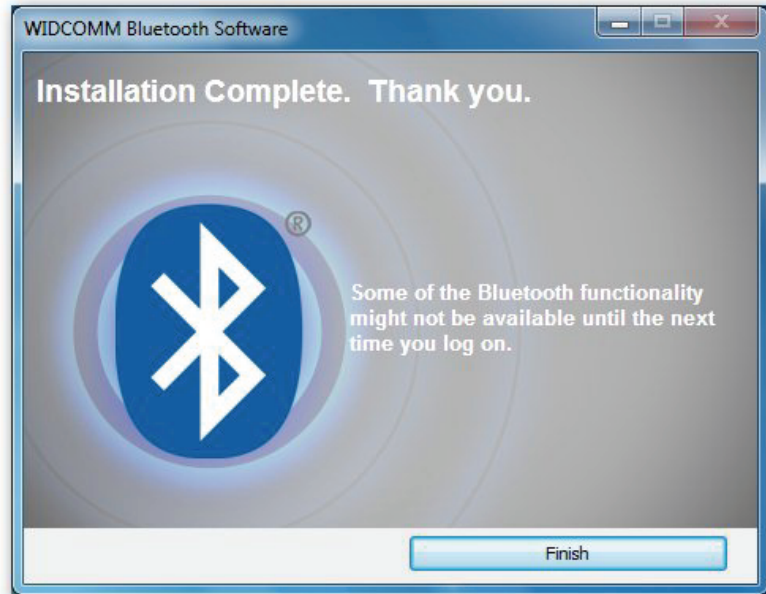 WIDCOMM Bluetooth Software
Installation Complete.  Thank you.
®
Some of the Bluetooth functionality
might not be available until the next
time you log on.
Finish